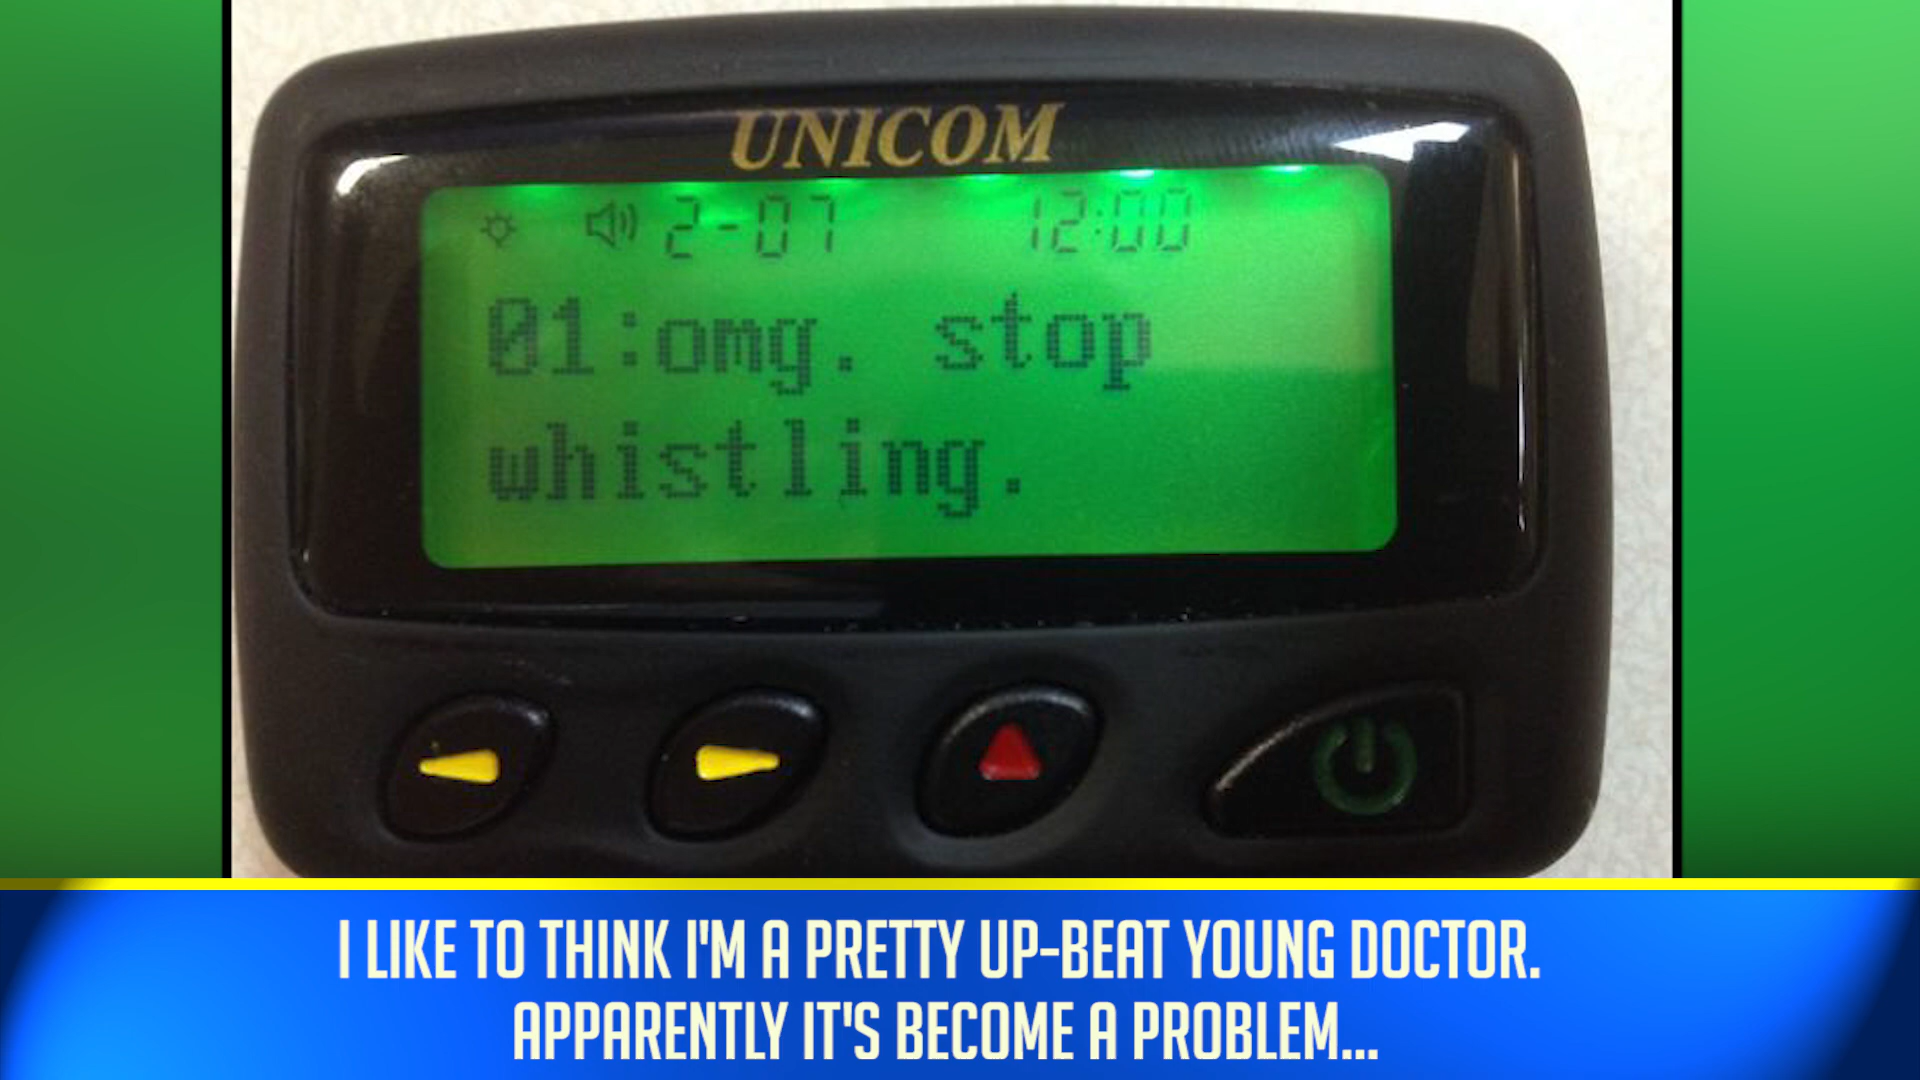 UNICOM
2-07 12:00
01:omg. stop
whistling.
I LIKE TO THINK I'M A PRETTY UP-BEAT YOUNG DOCTOR.
APPARENTLY IT'S BECOME A PROBLEM...